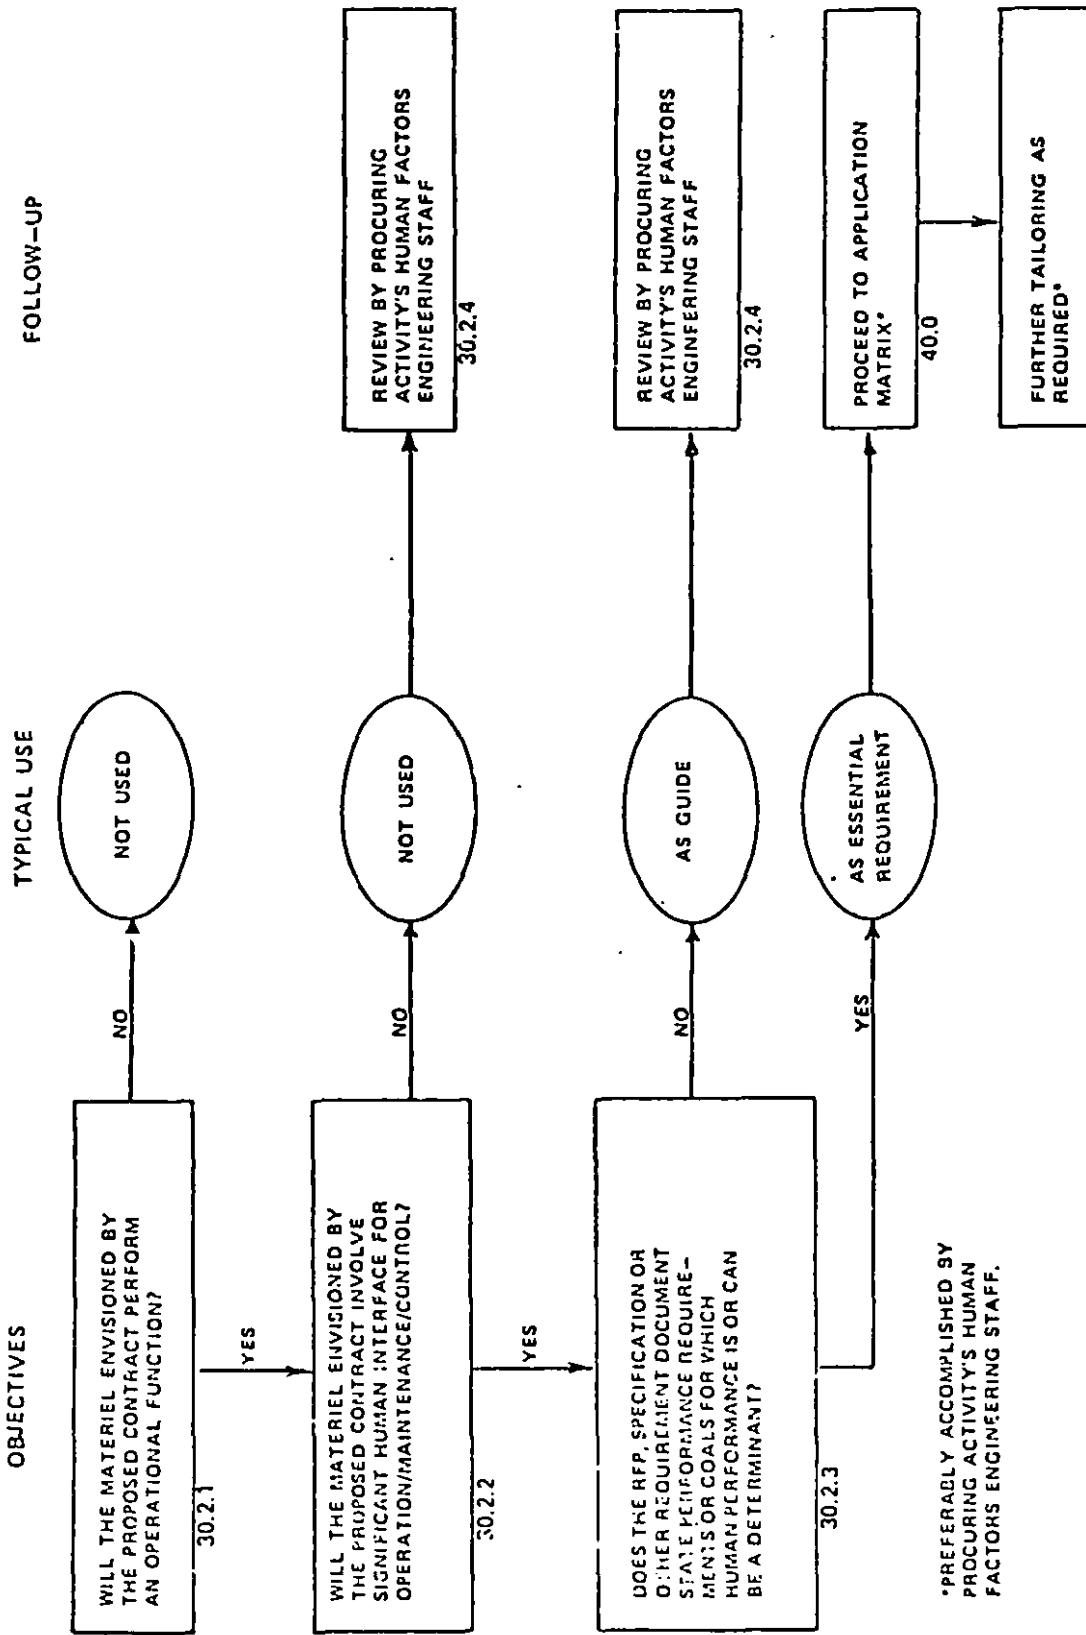 OBJECTIVES
TYPICAL USE
FOLLOW-UP
WILL THE MATERIEL ENVISIONED BY
THE PROPOSED CONTRACT PERFORM
AN OPERATIONAL FUNCTION?
30.2.1
NO
NOT USED
YES
WILL THE MATERIEL ENVISIONED BY
THE PROPOSED CONTRACT INVOLVE
SIGNIFICANT HUMAN INTERFACE FOR
OPERATION/MAINTENANCE/CONTROL?
30.2.2
NO
NOT USED
REVIEW BY PROCURING
ACTIVITY'S HUMAN FACTORS
ENGINEERING STAFF
30.2.4
YES
DOES THE RFP, SPECIFICATION OR
OTHER REQUIREMENT DOCUMENT
STATE PERFORMANCE REQUIRE-
MENTS OR GOALS FOR WHICH
HUMAN PERFORMANCE IS OR CAN
BE A DETERMINANT?
30.2.3
NO
AS GUIDE
REVIEW BY PROCURING
ACTIVITY'S HUMAN FACTORS
ENGINEERING STAFF
30.2.4
YES
AS ESSENTIAL
REQUIREMENT
PROCEED TO APPLICATION
MATRIX*
40.0
FURTHER TAILORING AS
REQUIRED*
*PREFERABLY ACCOMPLISHED BY
PROCURING ACTIVITY'S HUMAN
FACTORS ENGINEERING STAFF.